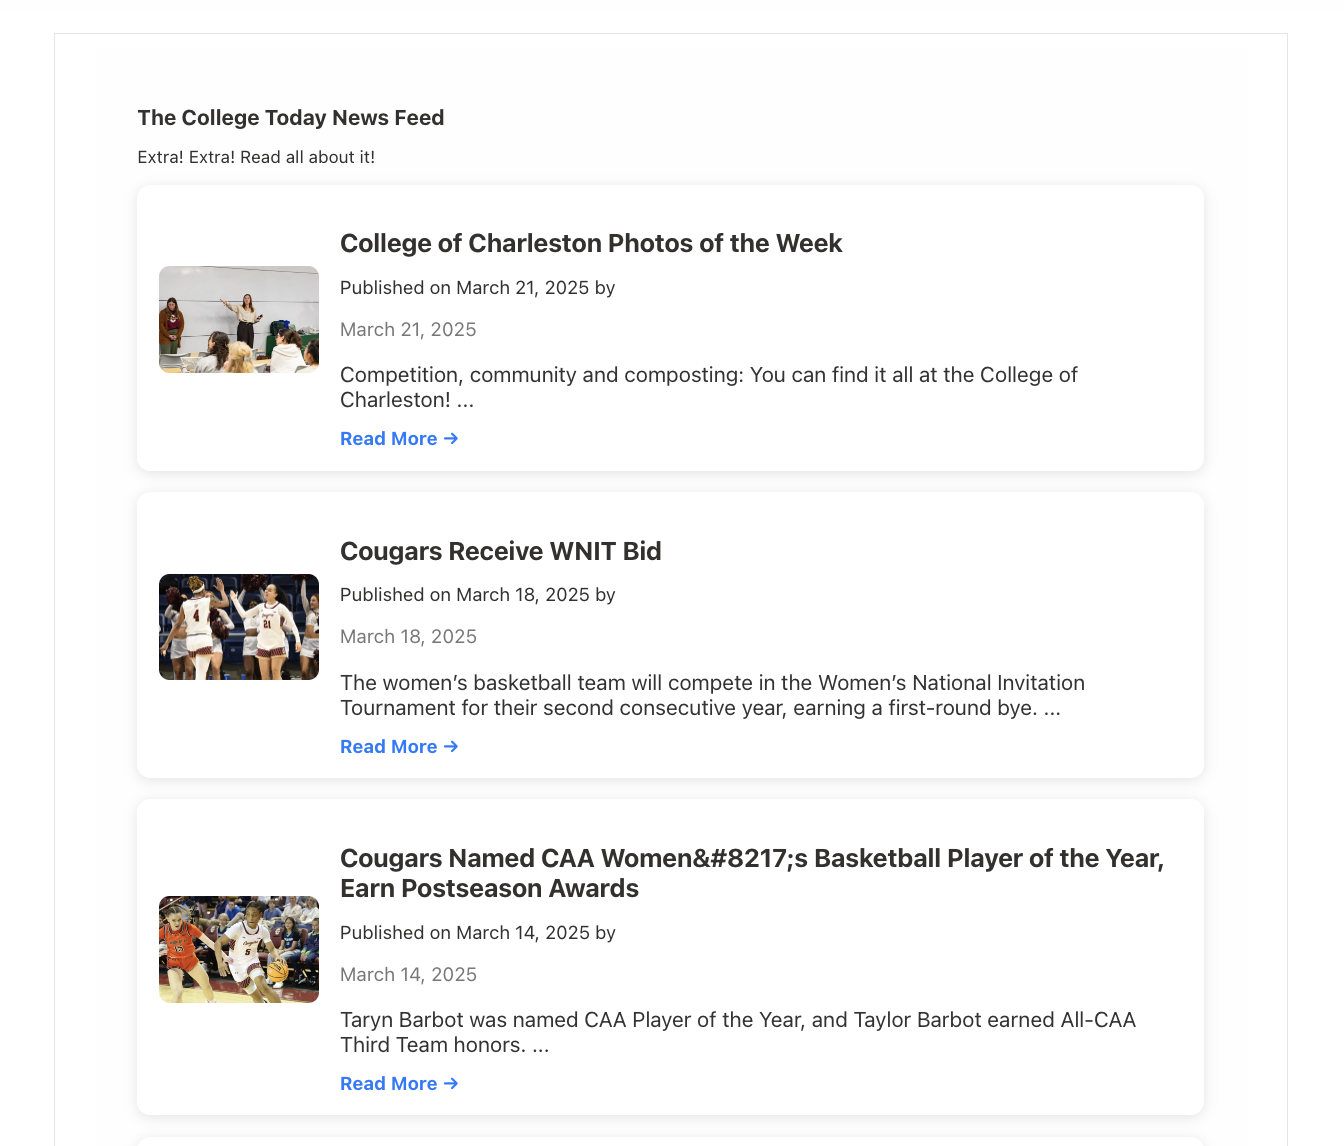 The College Today News Feed
Extra! Extra! Read all about it!
College of Charleston Photos of the Week
Published on March 21, 2025 by
March 21, 2025
Competition, community and composting: You can find it all at the College of
Charleston! ...
Read More →
Cougars Receive WNIT Bid
Published on March 18, 2025 by
March 18, 2025
The women’s basketball team will compete in the Women’s National Invitation
Tournament for their second consecutive year, earning a first-round bye. ...
Read More →
Cougars Named CAA Women&#8217;s Basketball Player of the Year,
Earn Postseason Awards
Published on March 14, 2025 by
March 14, 2025
Taryn Barbot was named CAA Player of the Year, and Taylor Barbot earned All-CAA
Third Team honors. ...
Read More →
4
21
5